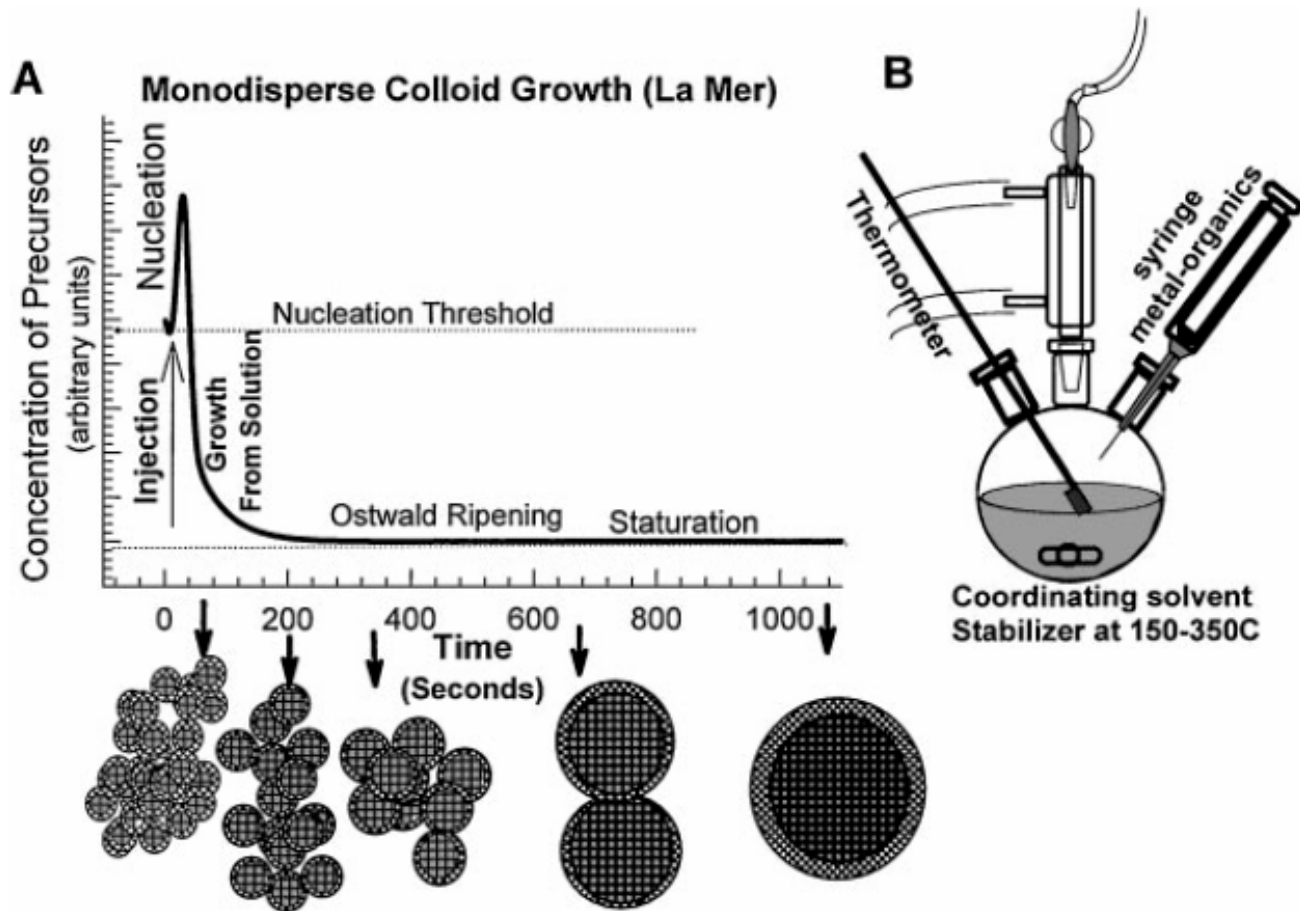 A
Monodisperse Colloid Growth (La Mer)
Concentration of Precursors
(arbitrary units)
Nucleation
Nucleation Threshold
Injection
Growth
From Solution
Ostwald Ripening
Staturation
0 200 400 600 800 1000
Time
(Seconds)
B
Thermometer
syringe
metal-organics
Coordinating solvent
Stabilizer at 150-350C